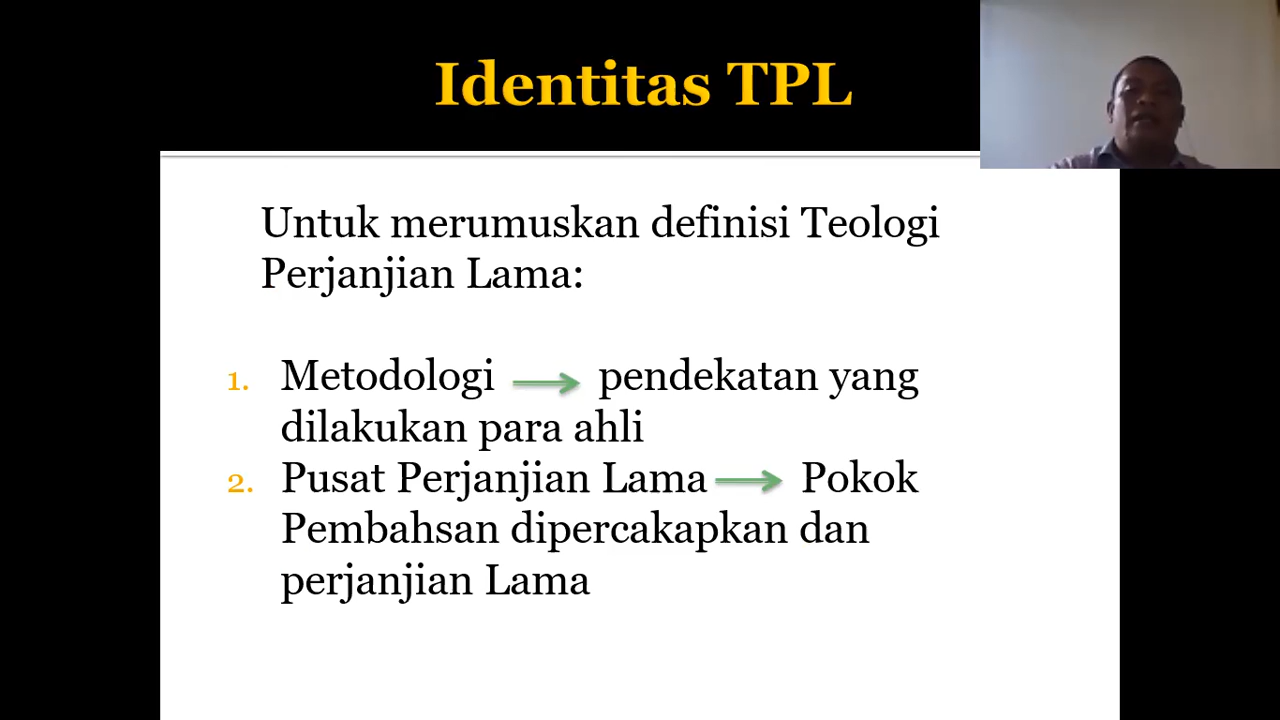 Identitas TPL
Untuk merumuskan definisi Teologi
Perjanjian Lama:
1. Metodologi → pendekatan yang
dilakukan para ahli
2. Pusat Perjanjian Lama → Pokok
Pembahsan dipercakapkan dan
perjanjian Lama